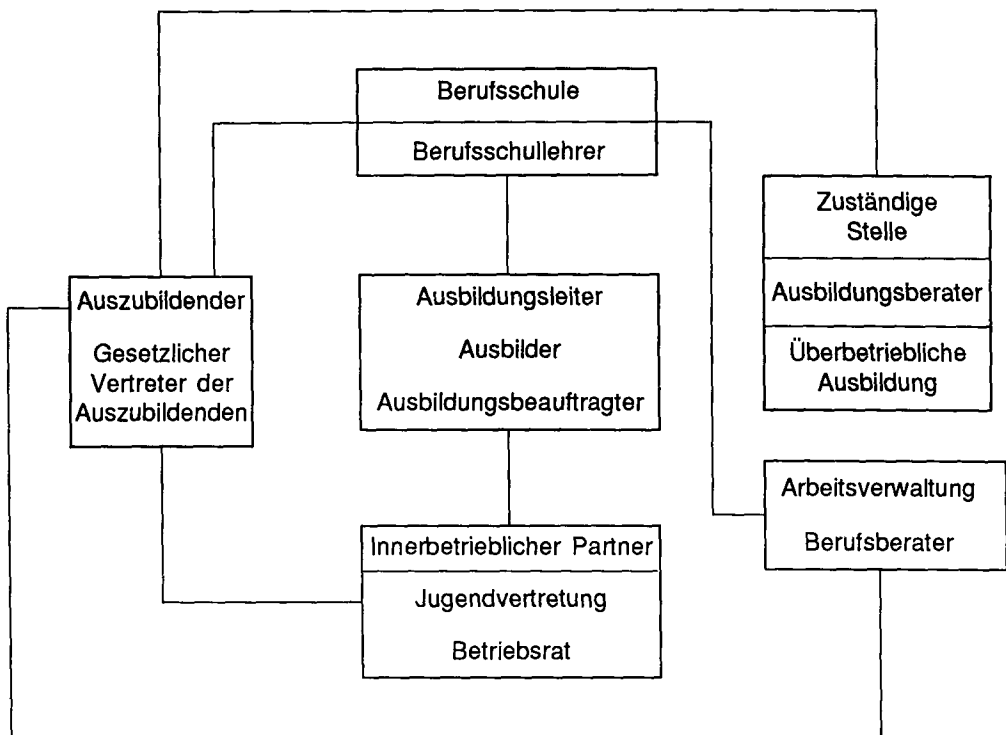 Berufsschule
Berufsschullehrer
Zuständige
Stelle
Ausbildungsberater
Überbetriebliche
Ausbildung
Auszubildender
Gesetzlicher
Vertreter der
Auszubildenden
Ausbildungsleiter
Ausbilder
Ausbildungsbeauftragter
Arbeitsverwaltung
Berufsberater
Innerbetrieblicher Partner
Jugendvertretung
Betriebsrat